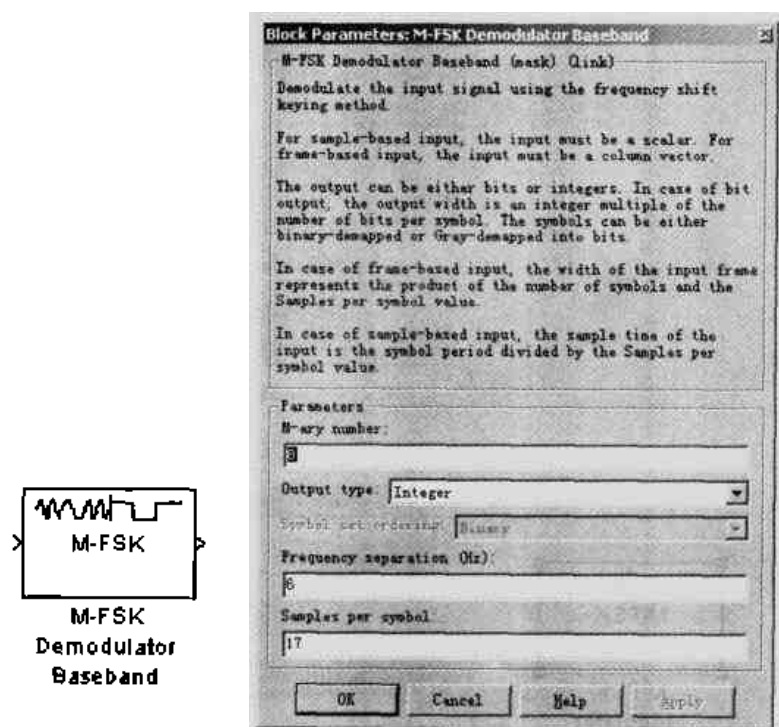 Block Parameters: M-FSK Demodulator Baseband
M-FSK Demodulator Baseband (mask) (link)
Demodulate the input signal using the frequency shift
keying method.
For sample-based input, the input must be a scalar. For
frame-based input, the input must be a column vector.
The output can be either bits or integers. In case of bit
output, the output width is an integer multiple of the
number of bits per symbol. The symbols can be either
binary-demapped or Gray-demapped into bits.
In case of frame-based input, the width of the input frame
represents the product of the number of symbols and the
Samples per symbol value.
In case of sample-based input, the sample time of the
input is the symbol period divided by the Samples per
symbol value.
Parameters
M-ary number:
Output type: Integer
Symbol set ordering: Binary
Frequency separation (Hz):
6
Samples per symbol:
17
OK Cancel Help Apply
M-FSK
M-FSK
Demodulator
Baseband